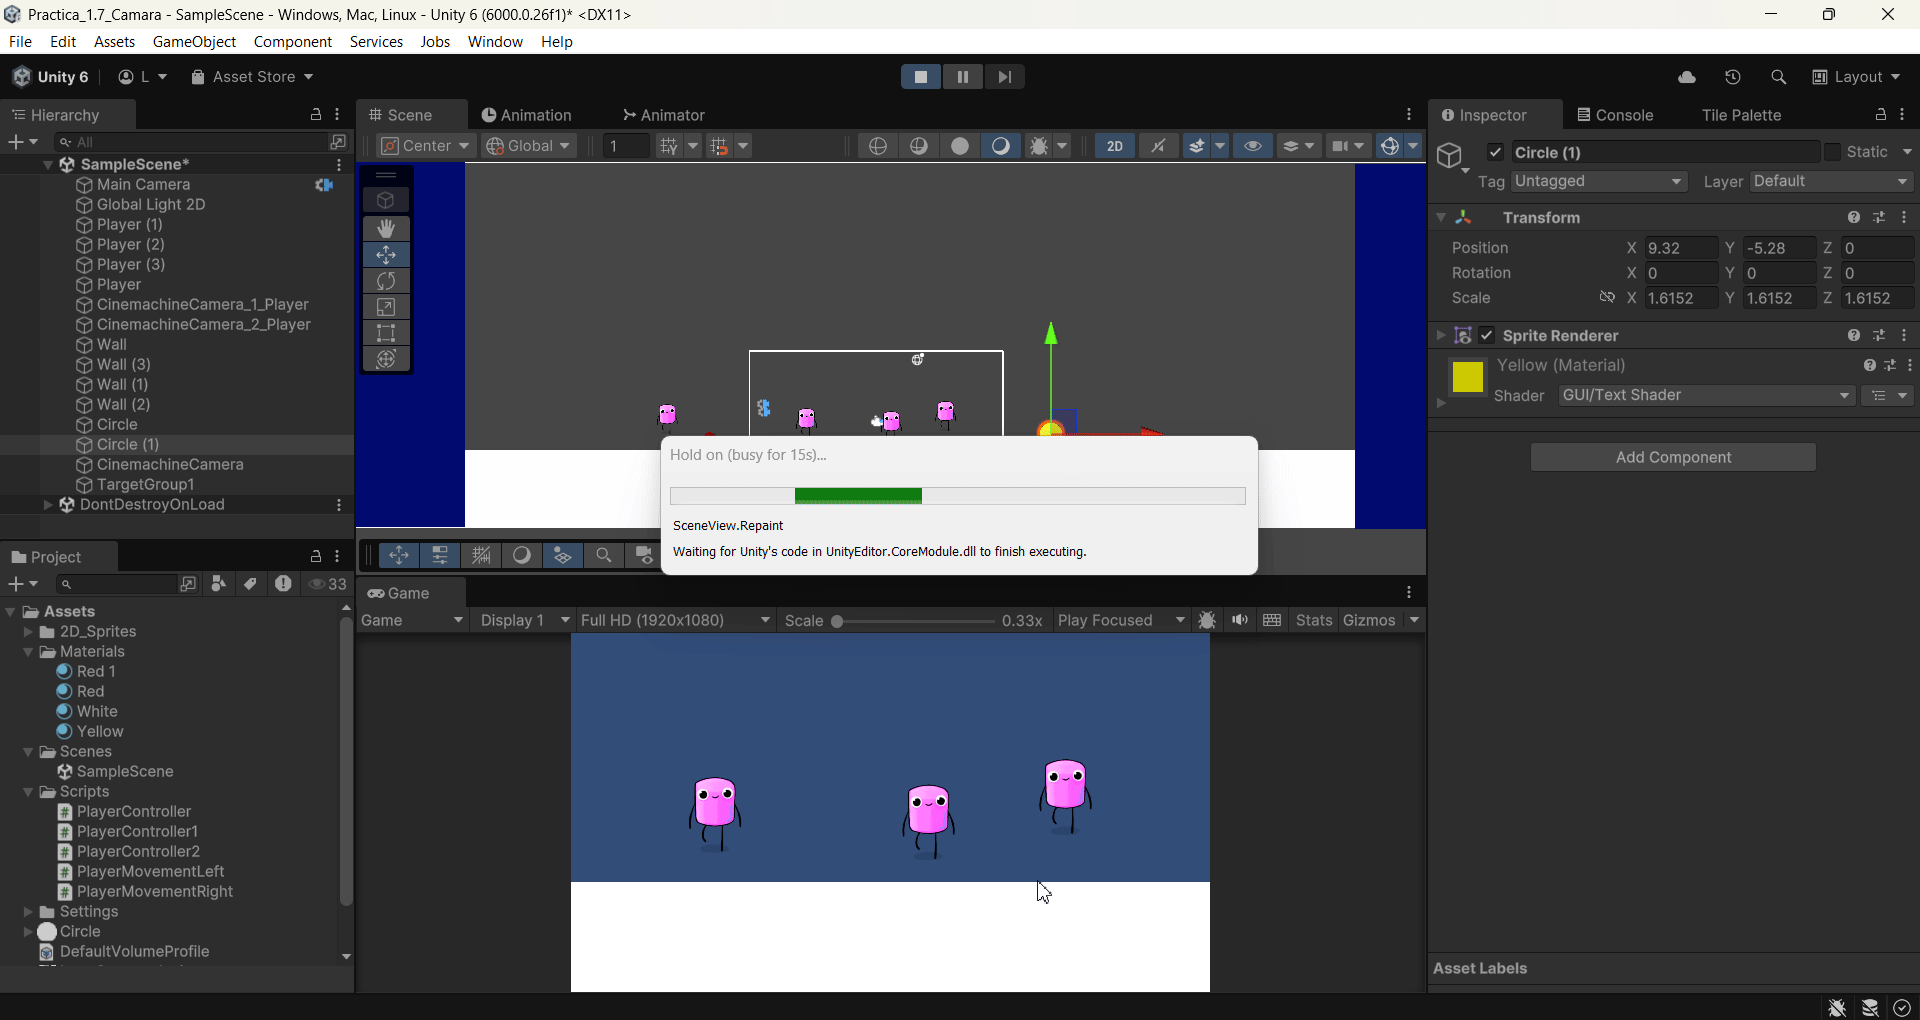 Practica_1.7_Camara - SampleScene - Windows, Mac, Linux - Unity 6 (6000.0.26f1)* <DX11>
File Edit Assets GameObject Component Services Jobs Window Help
Unity 6 L Asset Store Layout
Hierarchy
All
SampleScene*
Main Camera
Global Light 2D
Player (1)
Player (2)
Player (3)
Player
CinemachineCamera_1_Player
CinemachineCamera_2_Player
Wall
Wall (3)
Wall (1)
Wall (2)
Circle
Circle (1)
CinemachineCamera
TargetGroup1
DontDestroyOnLoad
Project
33
Assets
2D_Sprites
Materials
Red 1
Red
White
Yellow
Scenes
SampleScene
Scripts
PlayerController
PlayerController1
PlayerController2
PlayerMovementLeft
PlayerMovementRight
Settings
Circle
DefaultVolumeProfile
Scene Animation Animator
Center Global 1 2D
Hold on (busy for 15s)...
SceneView.Repaint
Waiting for Unity's code in UnityEditor.CoreModule.dll to finish executing.
Game
Game Display 1 Full HD (1920x1080) Scale 0.33x Play Focused Stats Gizmos
Inspector Console Tile Palette
Circle (1) Static
Tag Untagged Layer Default
Transform
Position X 9.32 Y -5.28 Z 0
Rotation X 0 Y 0 Z 0
Scale X 1.6152 Y 1.6152 Z 1.6152
Sprite Renderer
Yellow (Material)
Shader GUI/Text Shader
Add Component
Asset Labels